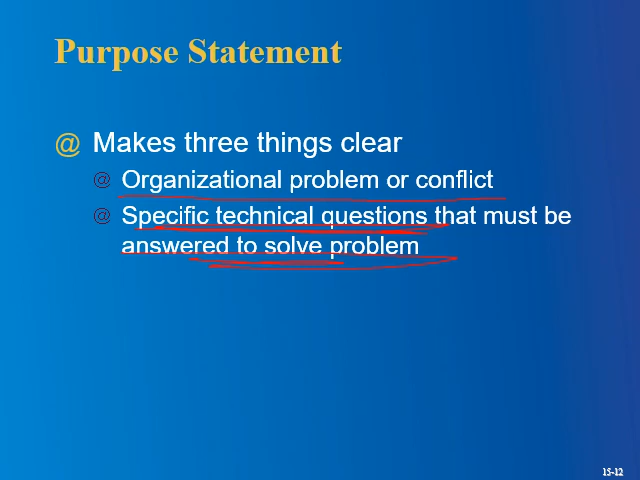 Purpose Statement
@ Makes three things clear
@ Organizational problem or conflict
@ Specific technical questions that must be
answered to solve problem
15-12